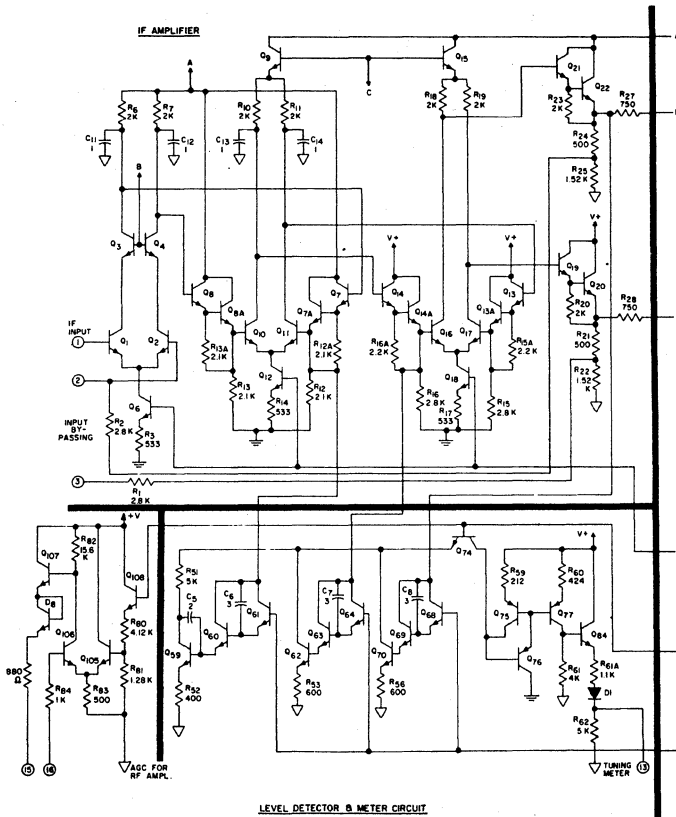 IF AMPLIFIER
A
Q9
Q15
A
Q21
Q22
R6
2K
R7
2K
R10
2K
R11
2K
C
R18
2K
R19
2K
R23
2K
R27
750
C11
1
C12
1
C13
1
C14
1
R24
500
R25
1.52K
B
V+
V+
V+
Q3
Q4
Q8
Q8A
Q7
Q7A
Q14
Q14A
Q13
Q13A
Q19
Q20
IF
INPUT
1
Q1
Q2
Q10
Q11
Q16
Q17
R20
2K
R28
750
R13A
2.1K
R12A
2.1K
R16A
2.2K
R15A
2.2K
R21
500
2
Q6
Q12
Q18
R22
1.52
K
INPUT
BY-
PASSING
R2
2.8K
R3
533
R13
2.1K
R14
533
R12
2.1K
R16
2.8K
R17
533
R15
2.8K
3
R1
2.8K
+V
Q107
R82
15.6
K
Q108
Q74
V+
D8
R51
5K
C5
2
C6
3
Q61
C7
3
Q64
C8
3
Q68
R59
212
R60
424
Q106
Q105
R80
4.12K
Q59
Q60
Q62
Q63
Q70
Q69
Q75
Q77
Q84
Q76
880
Ω
R84
1K
R83
500
R81
1.28K
R52
400
R53
600
R56
600
R61
4K
R61A
1.1K
D1
R62
5K
15
16
AGC FOR
RF AMPL.
TUNING
METER
13
LEVEL DETECTOR & METER CIRCUIT